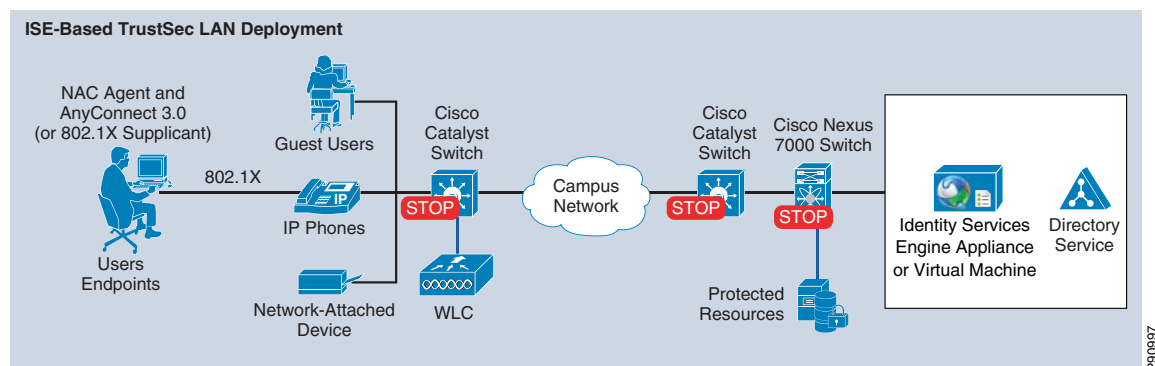 ISE-Based TrustSec LAN Deployment
NAC Agent and
AnyConnect 3.0
(or 802.1X Supplicant)
Users
Endpoints
802.1X
Guest Users
IP
IP Phones
Network-Attached
Device
Cisco
Catalyst
Switch
STOP
WLC
Campus
Network
Cisco
Catalyst
Switch
STOP
Cisco Nexus
7000 Switch
STOP
Protected
Resources
Identity Services
Engine Appliance
or Virtual Machine
Directory
Service
290997